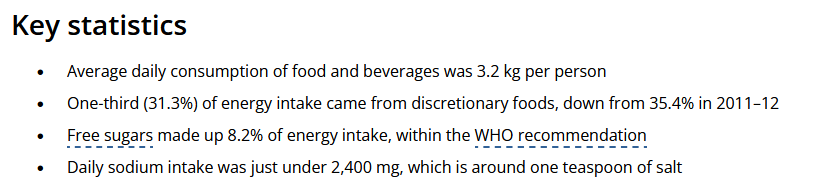 Key statistics
• Average daily consumption of food and beverages was 3.2 kg per person
• One-third (31.3%) of energy intake came from discretionary foods, down from 35.4% in 2011–12
• Free sugars made up 8.2% of energy intake, within the WHO recommendation
• Daily sodium intake was just under 2,400 mg, which is around one teaspoon of salt